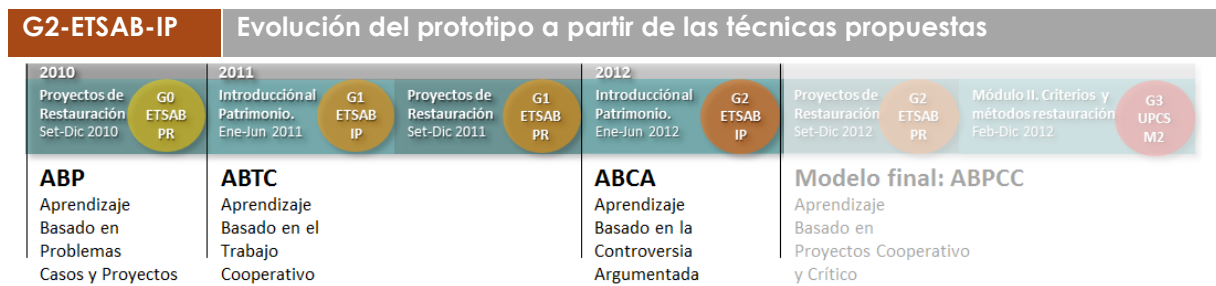 G2-ETSAB-IP
Evolución del prototipo a partir de las técnicas propuestas
2010
Proyectos de
Restauración
Set-Dic 2010
G0
ETSAB
PR
2011
Introducciónal
Patrimonio.
Ene-Jun 2011
G1
ETSAB
IP
Proyectos de
Restauración
Set-Dic 2011
G1
ETSAB
PR
2012
Introducciónal
Patrimonio.
Ene-Jun 2012
G2
ETSAB
IP
Proyectos de
Restauración
Set-Dic 2012
G2
ETSAB
PR
Módulo II. Criterios y
métodos restauración
Feb-Dic 2012
G3
UPCS
M2
ABP
Aprendizaje
Basado en
Problemas
Casos y Proyectos
ABTC
Aprendizaje
Basado en el
Trabajo
Cooperativo
ABCA
Aprendizaje
Basado en la
Controversia
Argumentada
Modelo final: ABPCC
Aprendizaje
Basado en
Proyectos Cooperativo
y Crítico